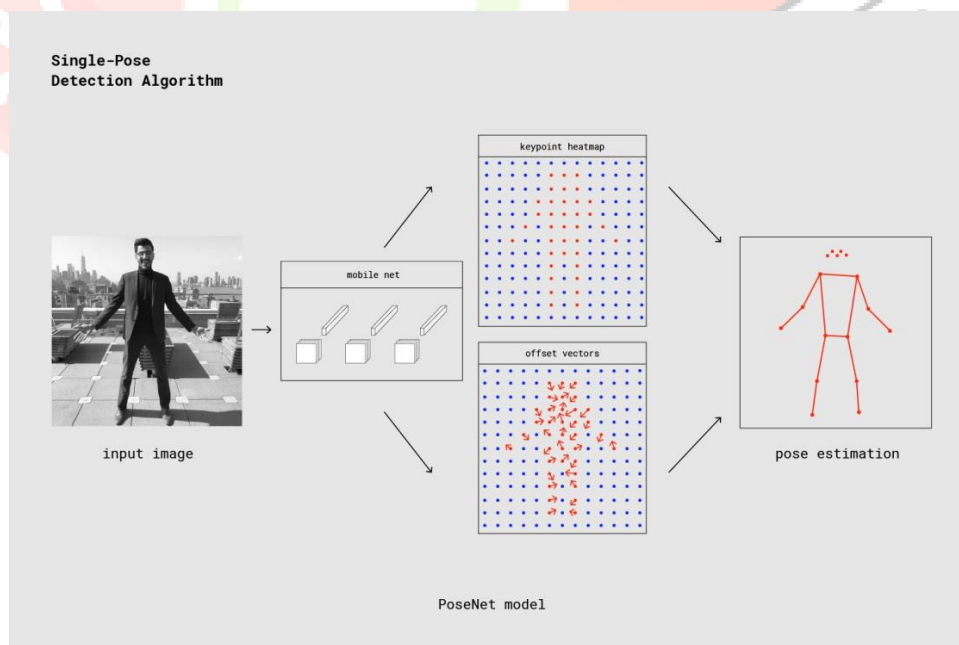 Single-Pose
Detection Algorithm
keypoint heatmap
mobile net
offset vectors
input image
pose estimation
PoseNet model